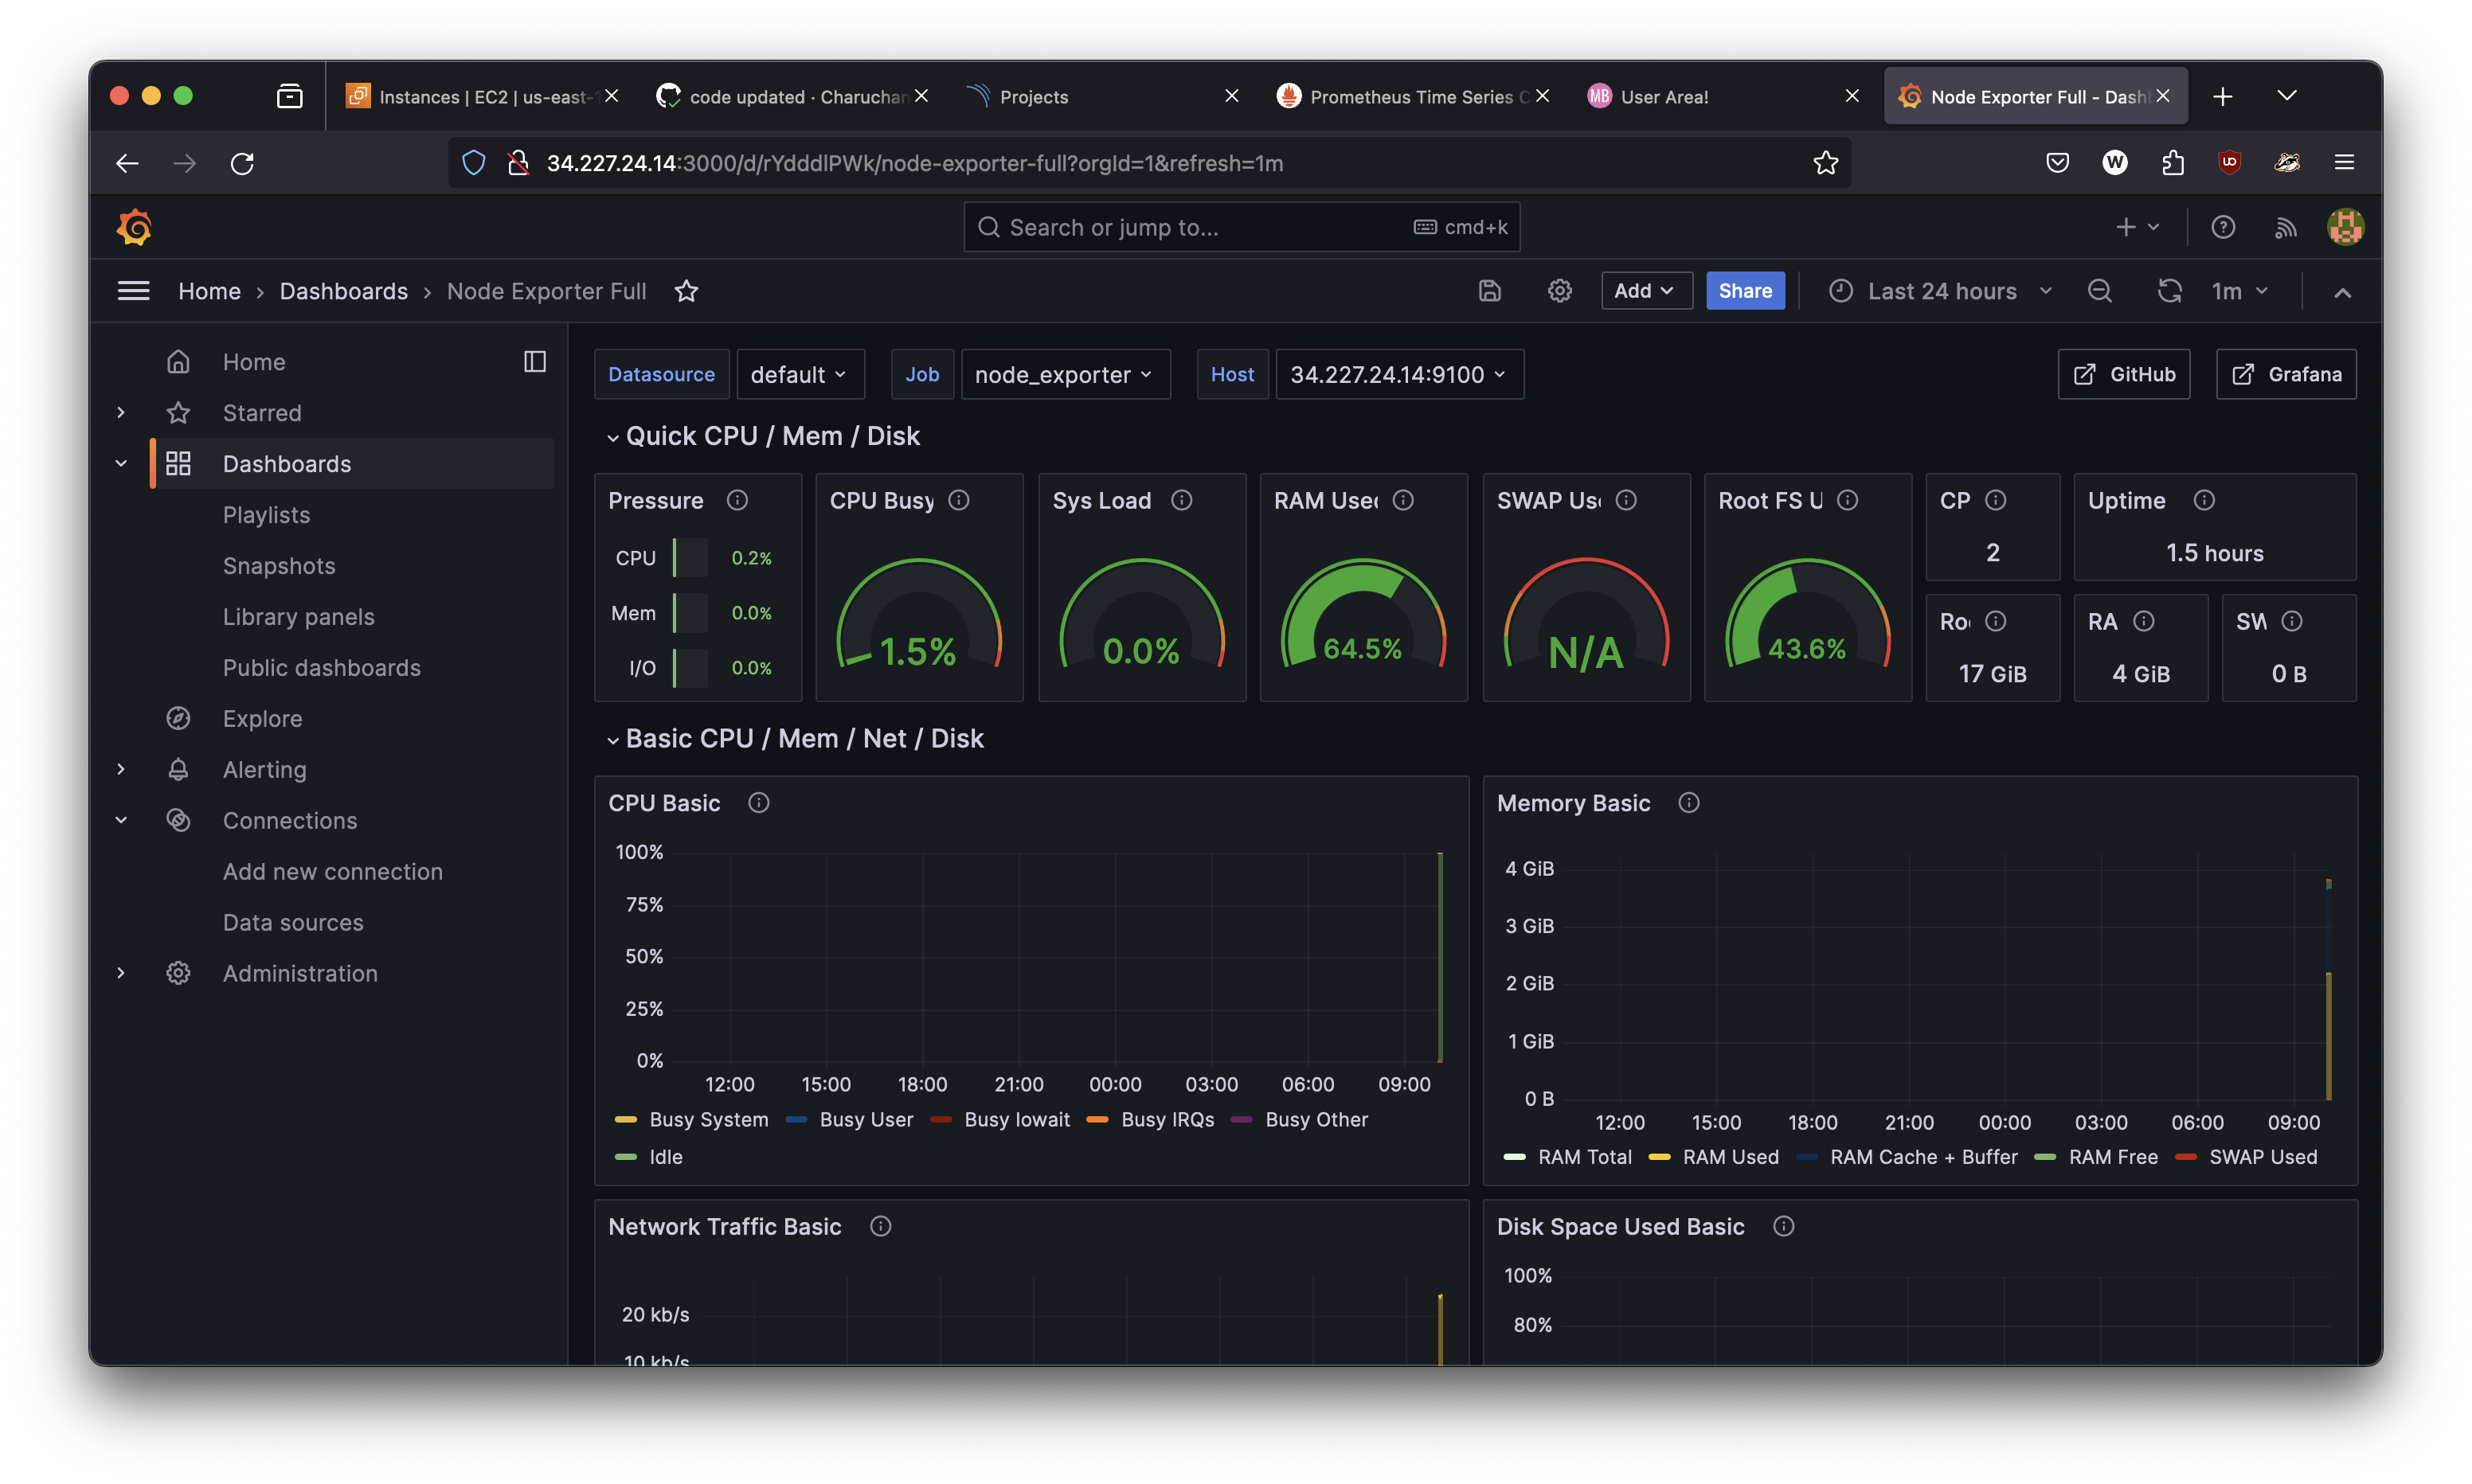 Instances | EC2 | us-east-1
code updated · Charuchan
Projects
Prometheus Time Series C
MB User Area!
Node Exporter Full - Dash
34.227.24.14:3000/d/rYdddlPWk/node-exporter-full?orgId=1&refresh=1m
Search or jump to... cmd+k
Home › Dashboards › Node Exporter Full
Add Share Last 24 hours 1m
Home
Starred
Dashboards
Playlists
Snapshots
Library panels
Public dashboards
Explore
Alerting
Connections
Add new connection
Data sources
Administration
Datasource default Job node_exporter Host 34.227.24.14:9100 GitHub Grafana
Quick CPU / Mem / Disk
Pressure
CPU 0.2%
Mem 0.0%
I/O 0.0%
CPU Busy
1.5%
Sys Load
0.0%
RAM Used
64.5%
SWAP Us
N/A
Root FS U
43.6%
CP
2
Uptime
1.5 hours
Ro
17 GiB
RA
4 GiB
SW
0 B
Basic CPU / Mem / Net / Disk
CPU Basic
100%
75%
50%
25%
0%
12:00 15:00 18:00 21:00 00:00 03:00 06:00 09:00
Busy System Busy User Busy Iowait Busy IRQs Busy Other
Idle
Memory Basic
4 GiB
3 GiB
2 GiB
1 GiB
0 B
12:00 15:00 18:00 21:00 00:00 03:00 06:00 09:00
RAM Total RAM Used RAM Cache + Buffer RAM Free SWAP Used
Network Traffic Basic
20 kb/s
10 kb/s
Disk Space Used Basic
100%
80%